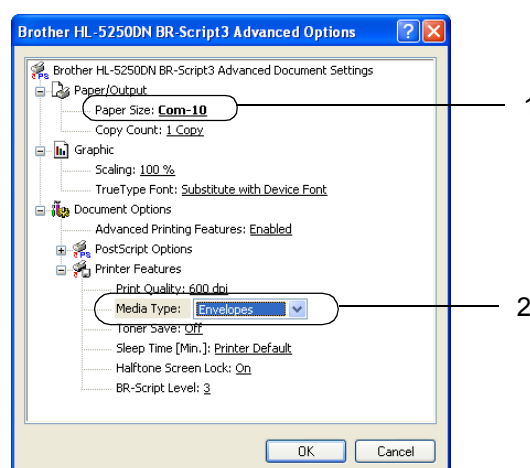 Brother HL-5250DN BR-Script3 Advanced Options
Brother HL-5250DN BR-Script3 Advanced Document Settings
Paper/Output
Paper Size: Com-10
1
Copy Count: 1 Copy
Graphic
Scaling: 100 %
TrueType Font: Substitute with Device Font
Document Options
Advanced Printing Features: Enabled
PostScript Options
Printer Features
Print Quality: 600 dpi
Media Type: Envelopes
2
Toner Save: Off
Sleep Time [Min.]: Printer Default
Halftone Screen Lock: On
BR-Script Level: 3
OK Cancel